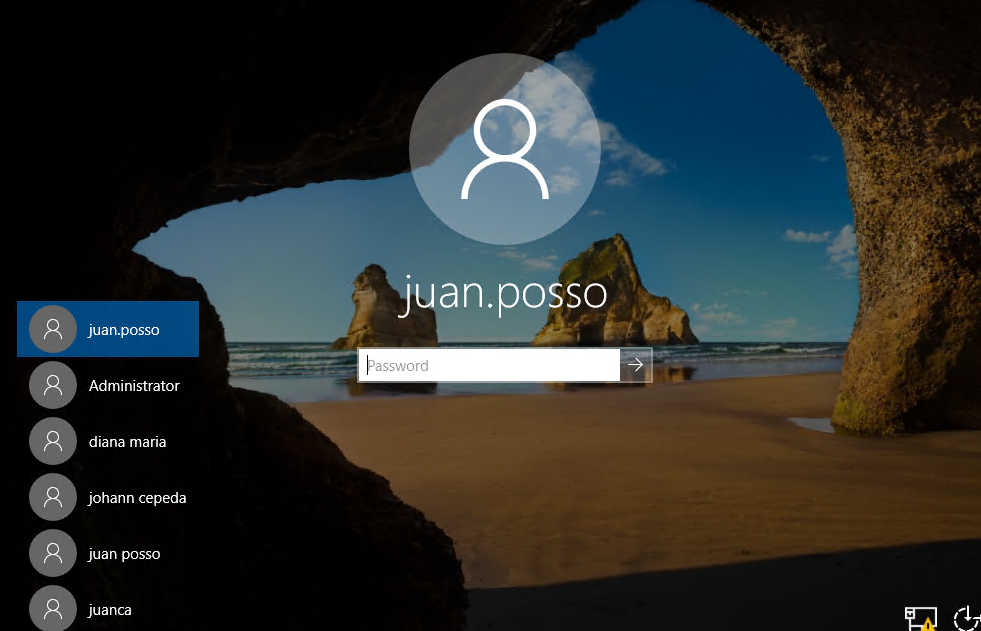 juan.posso
Password
juan.posso
Administrator
diana maria
johann cepeda
juan posso
juanca